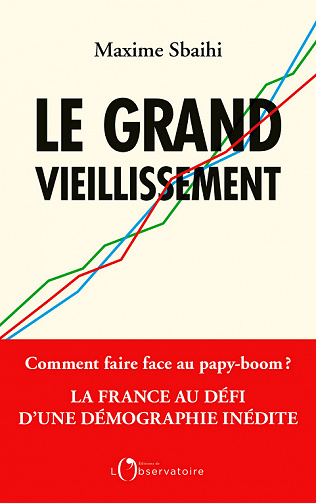 Maxime Sbaihi
LE GRAND
VIEILLISSEMENT
Comment faire face au papy-boom ?
LA FRANCE AU DÉFI
D'UNE DÉMOGRAPHIE INÉDITE
Éditions de
L'Observatoire